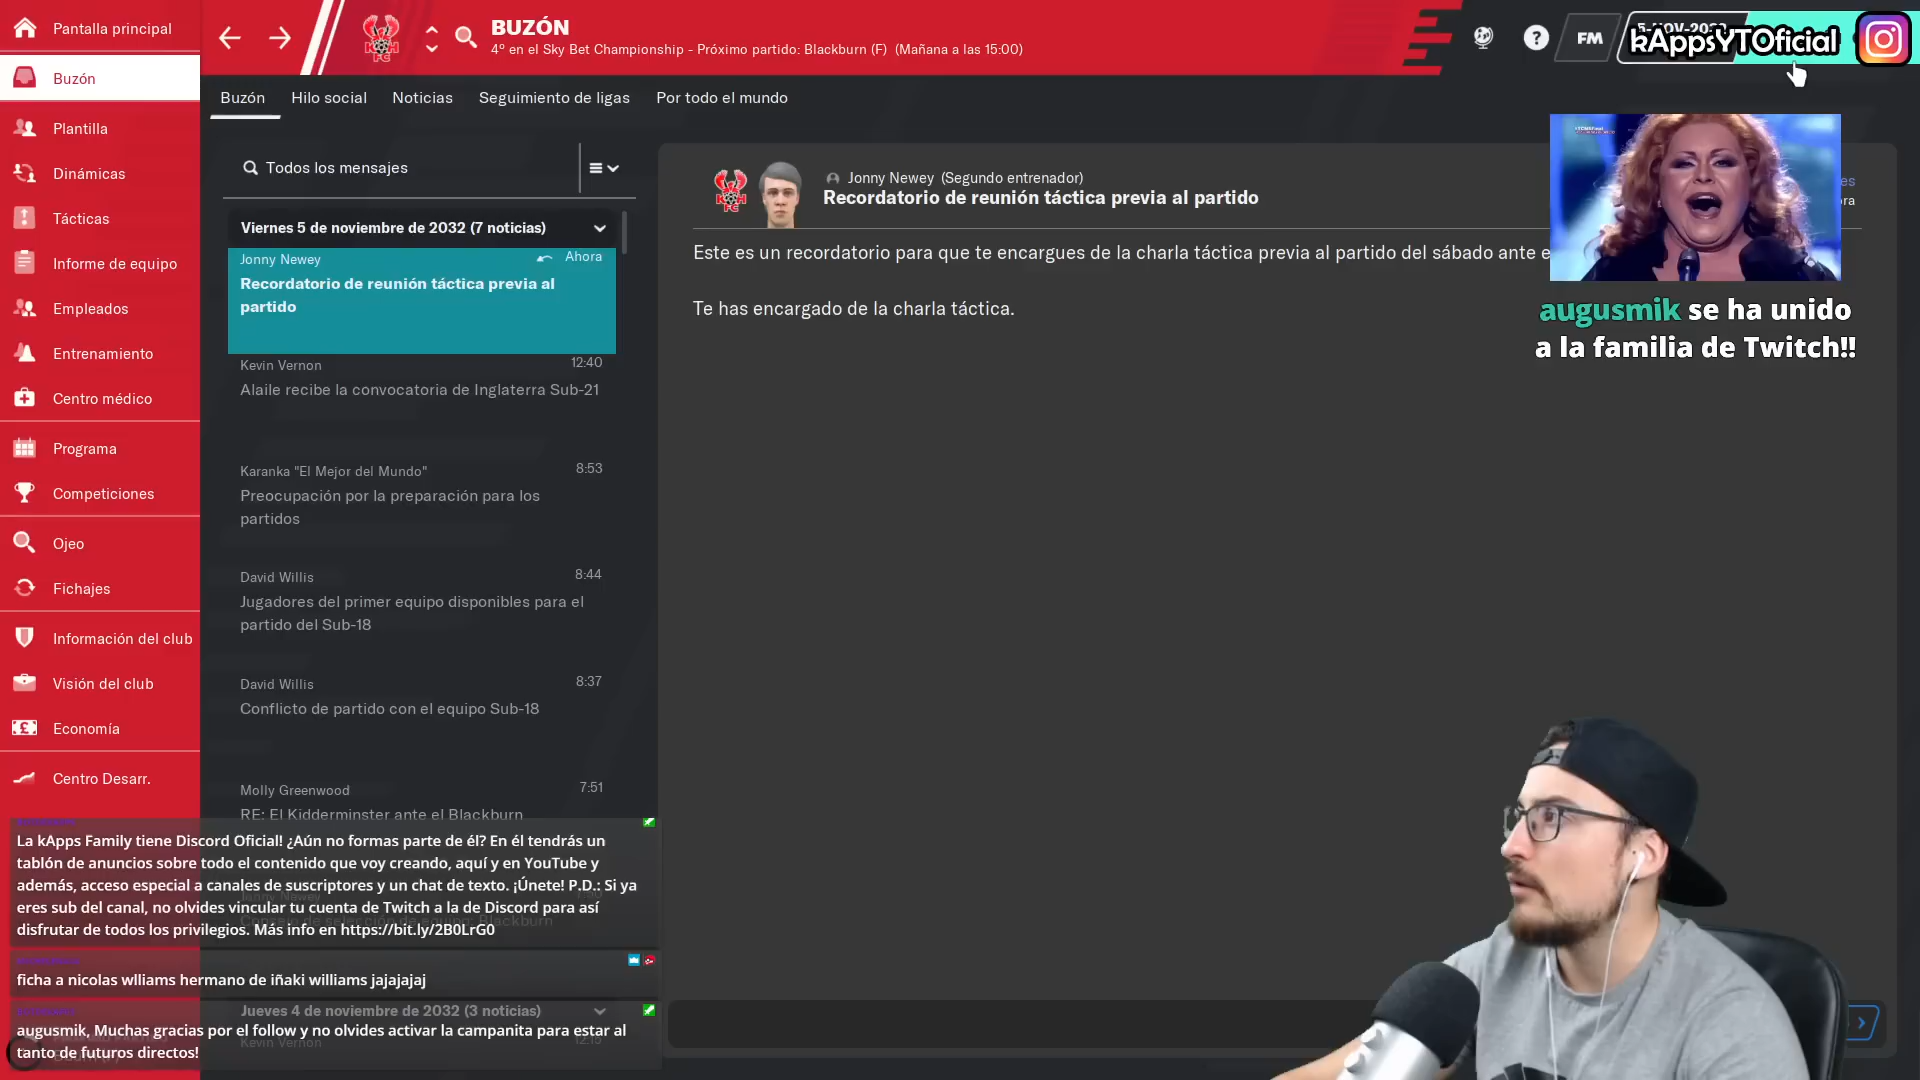 Pantalla principal
Buzón
Plantilla
Dinámicas
Tácticas
Informe de equipo
Empleados
Entrenamiento
Centro médico
Programa
Competiciones
Ojeo
Fichajes
Información del club
Visión del club
Economía
Centro Desarr.
BUZÓN
4º en el Sky Bet Championship - Próximo partido: Blackburn (F) (Mañana a las 15:00)
FM
kAppsYTOficial
Buzón Hilo social Noticias Seguimiento de ligas Por todo el mundo
Todos los mensajes
Viernes 5 de noviembre de 2032 (7 noticias)
Jonny Newey Ahora
Recordatorio de reunión táctica previa al
partido
Kevin Vernon 12:40
Alaile recibe la convocatoria de Inglaterra Sub-21
Karanka "El Mejor del Mundo" 8:53
Preocupación por la preparación para los
partidos
David Willis 8:44
Jugadores del primer equipo disponibles para el
partido del Sub-18
David Willis 8:37
Conflicto de partido con el equipo Sub-18
Molly Greenwood 7:51
RE: El Kidderminster ante el Blackburn
Jonny Newey (Segundo entrenador)
Recordatorio de reunión táctica previa al partido
Este es un recordatorio para que te encargues de la charla táctica previa al partido del sábado ante e
Te has encargado de la charla táctica.
augusmik se ha unido
a la familia de Twitch!!
La kApps Family tiene Discord Oficial! ¿Aún no formas parte de él? En él tendrás un
tablón de anuncios sobre todo el contenido que voy creando, aquí y en YouTube y
además, acceso especial a canales de suscriptores y un chat de texto. ¡Únete! P.D.: Si ya
eres sub del canal, no olvides vincular tu cuenta de Twitch a la de Discord para así
disfrutar de todos los privilegios. Más info en https://bit.ly/2B0LrG0
ficha a nicolas wlliams hermano de iñaki williams jajajajaj
Jueves 4 de noviembre de 2032 (3 noticias)
augusmik, Muchas gracias por el follow y no olvides activar la campanita para estar al
tanto de futuros directos!
Kevin Vernon 12:15